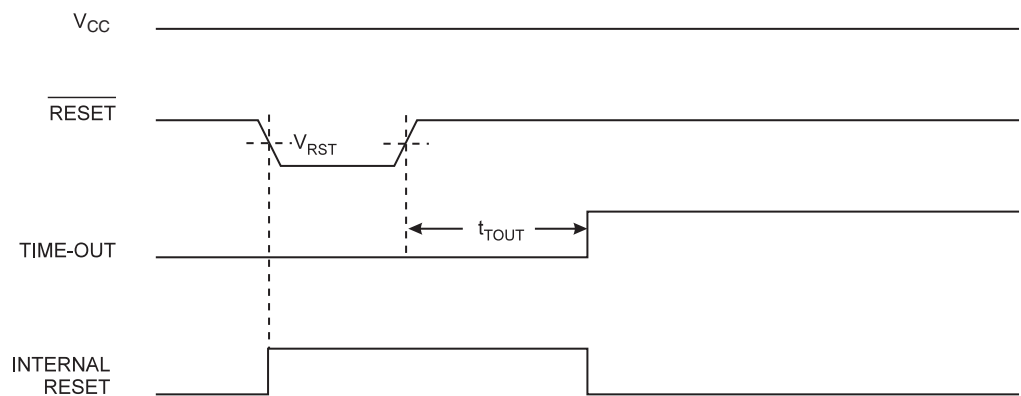 VCC
RESET
VRST
tTOUT
TIME-OUT
INTERNAL
RESET